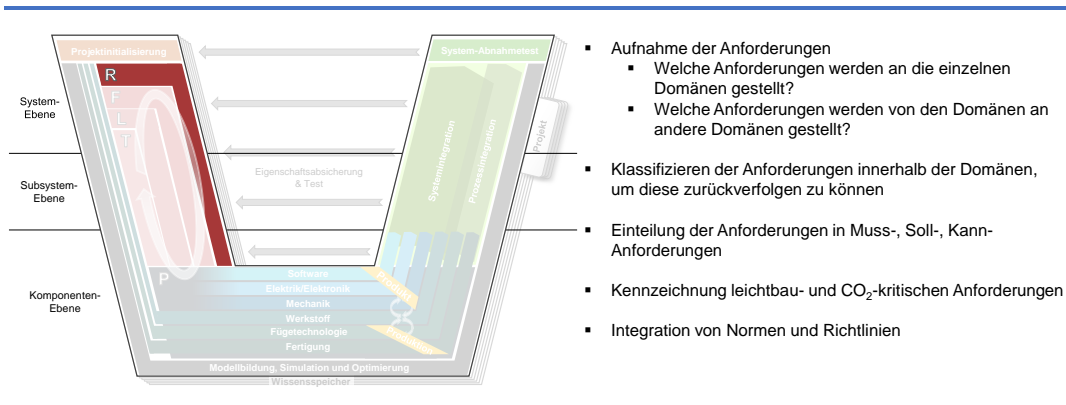 Projektinitialisierung
System-Abnahmetest
R
F
L
T
P
System-
Ebene
Subsystem-
Ebene
Komponenten-
Ebene
Eigenschaftsabsicherung
& Test
Systemintegration
Prozessintegration
Projekt
Software
Elektrik/Elektronik
Mechanik
Werkstoff
Fügetechnologie
Fertigung
Produkt
Modellbildung, Simulation und Optimierung
Wissensspeicher
▪ Aufnahme der Anforderungen
▪ Welche Anforderungen werden an die einzelnen
Domänen gestellt?
▪ Welche Anforderungen werden von den Domänen an
andere Domänen gestellt?
▪ Klassifizieren der Anforderungen innerhalb der Domänen,
um diese zurückverfolgen zu können
▪ Einteilung der Anforderungen in Muss-, Soll-, Kann-
Anforderungen
▪ Kennzeichnung leichtbau- und CO₂-kritischen Anforderungen
▪ Integration von Normen und Richtlinien